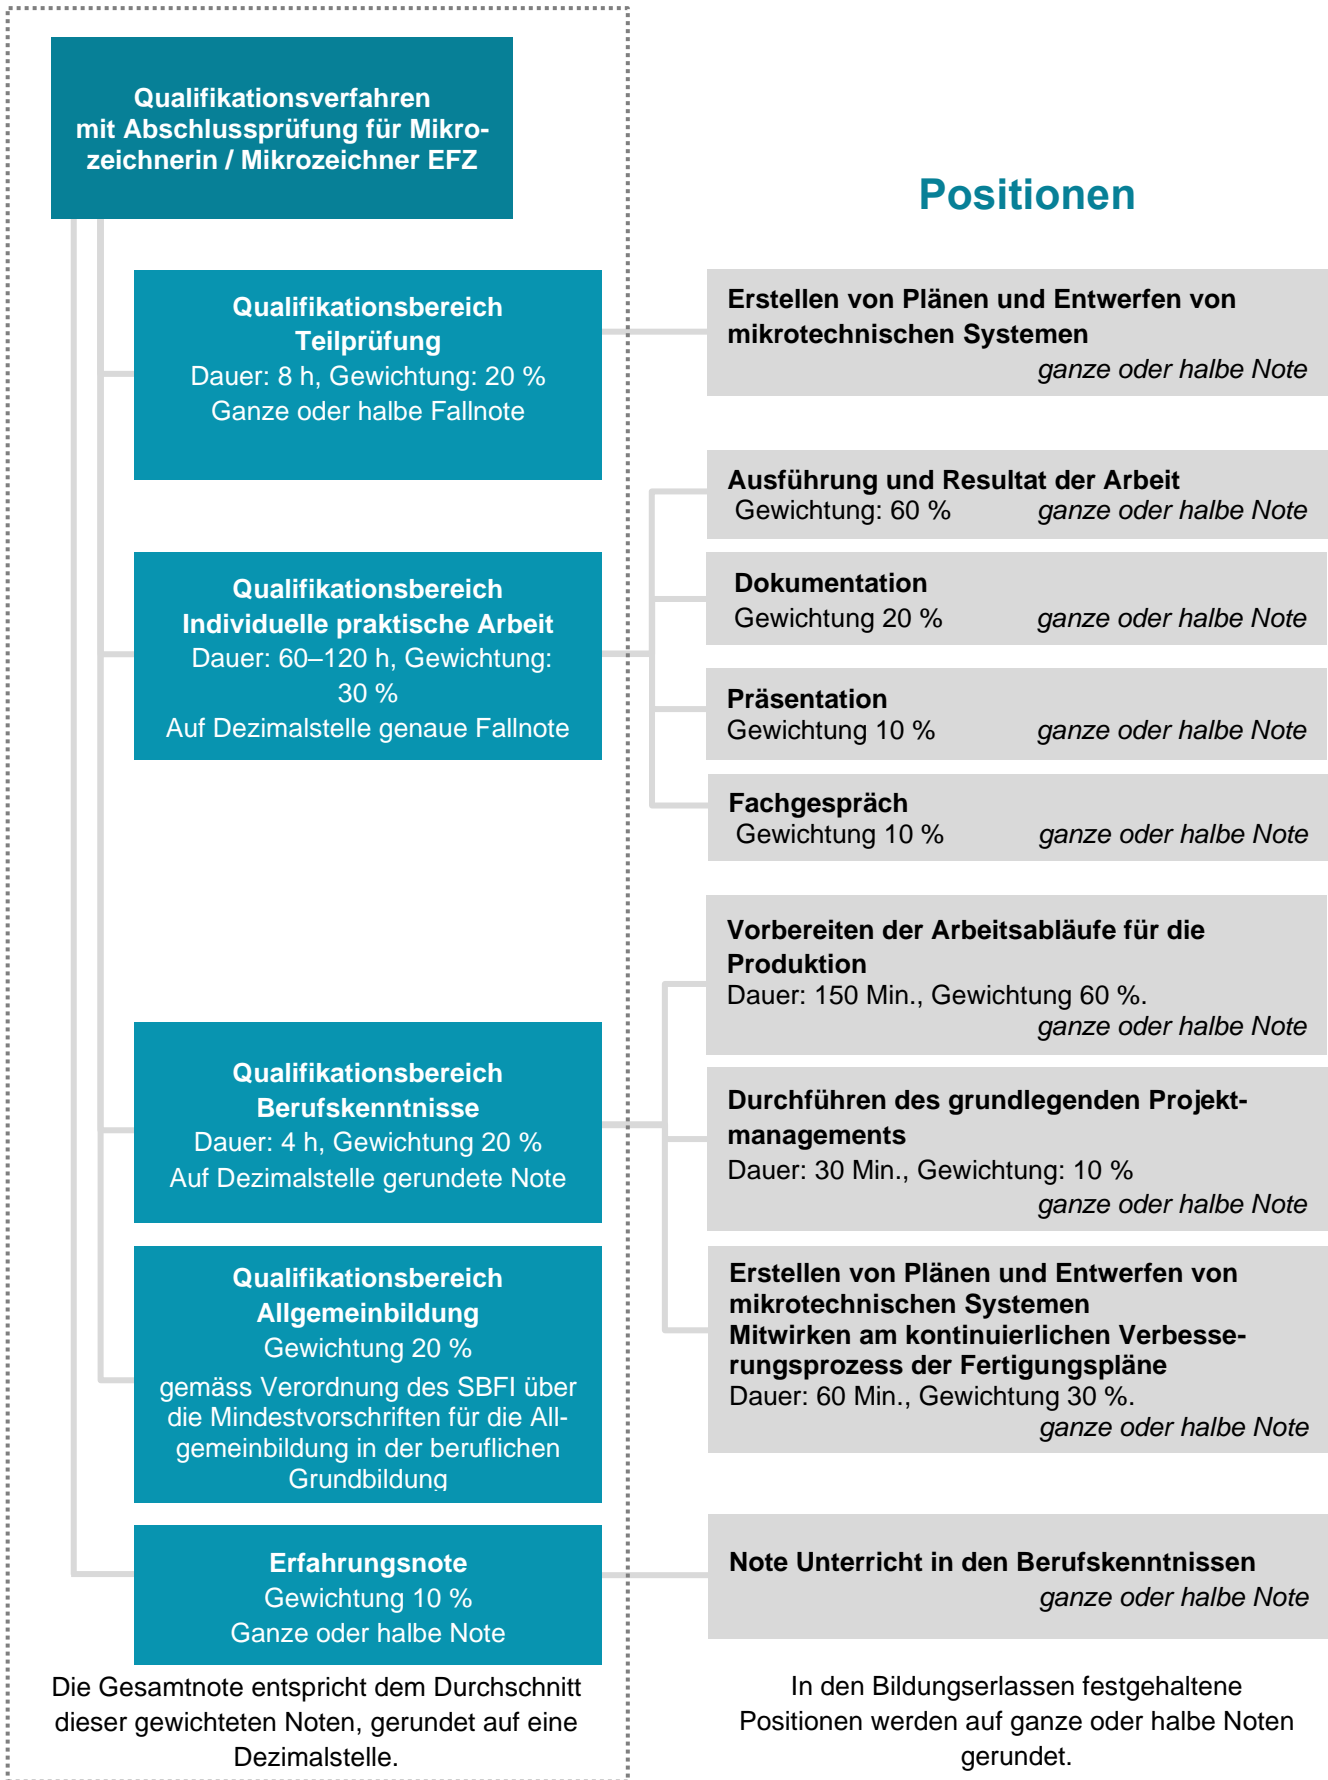 Qualifikationsverfahren
mit Abschlussprüfung für Mikro-
zeichnerin / Mikrozeichner EFZ
Positionen
Qualifikationsbereich
Teilprüfung
Dauer: 8 h, Gewichtung: 20 %
Ganze oder halbe Fallnote
Erstellen von Plänen und Entwerfen von
mikrotechnischen Systemen
ganze oder halbe Note
Qualifikationsbereich
Individuelle praktische Arbeit
Dauer: 60–120 h, Gewichtung:
30 %
Auf Dezimalstelle genaue Fallnote
Ausführung und Resultat der Arbeit
Gewichtung: 60 % ganze oder halbe Note
Dokumentation
Gewichtung 20 % ganze oder halbe Note
Präsentation
Gewichtung 10 % ganze oder halbe Note
Fachgespräch
Gewichtung 10 % ganze oder halbe Note
Qualifikationsbereich
Berufskenntnisse
Dauer: 4 h, Gewichtung 20 %
Auf Dezimalstelle gerundete Note
Vorbereiten der Arbeitsabläufe für die
Produktion
Dauer: 150 Min., Gewichtung 60 %.
ganze oder halbe Note
Durchführen des grundlegenden Projekt-
managements
Dauer: 30 Min., Gewichtung: 10 %
ganze oder halbe Note
Erstellen von Plänen und Entwerfen von
mikrotechnischen Systemen
Mitwirken am kontinuierlichen Verbesse-
rungsprozess der Fertigungspläne
Dauer: 60 Min., Gewichtung 30 %.
ganze oder halbe Note
Qualifikationsbereich
Allgemeinbildung
Gewichtung 20 %
gemäss Verordnung des SBFI über
die Mindestvorschriften für die All-
gemeinbildung in der beruflichen
Grundbildung
Erfahrungsnote
Gewichtung 10 %
Ganze oder halbe Note
Note Unterricht in den Berufskenntnissen
ganze oder halbe Note
Die Gesamtnote entspricht dem Durchschnitt
dieser gewichteten Noten, gerundet auf eine
Dezimalstelle.
In den Bildungserlassen festgehaltene
Positionen werden auf ganze oder halbe Noten
gerundet.